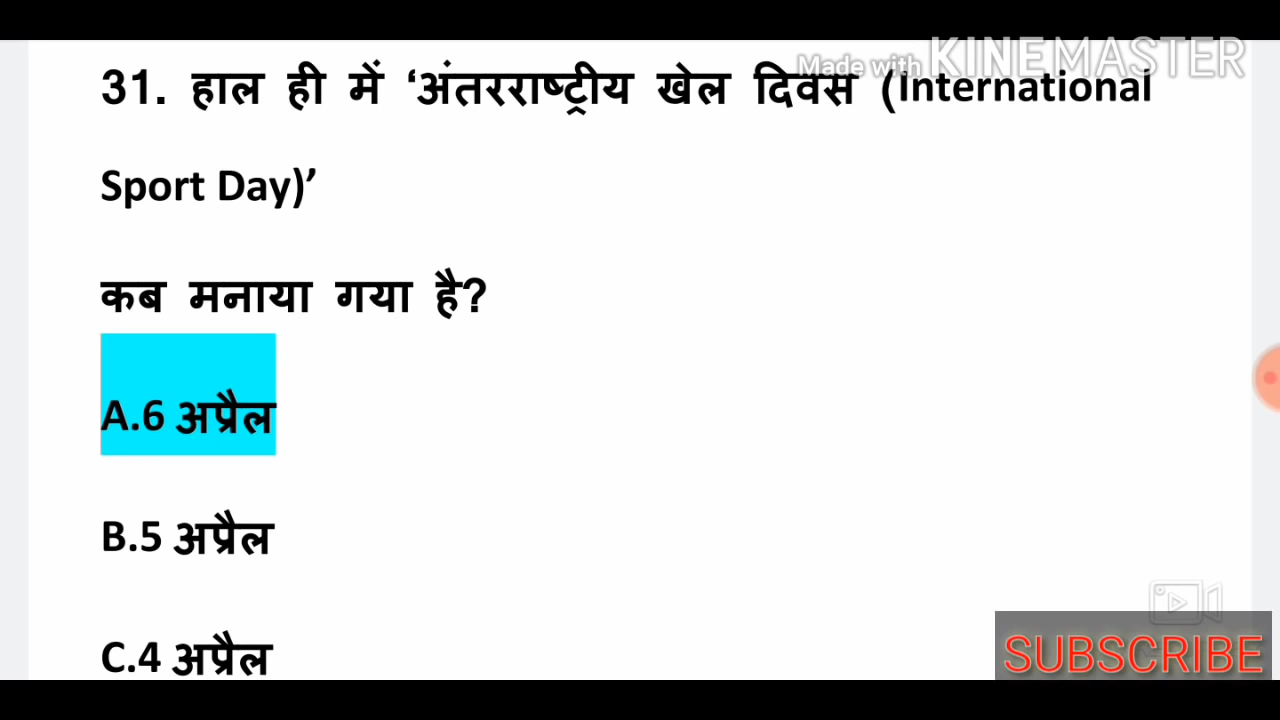 Made with KINEMASTER
31. हाल ही में ‘अंतरराष्ट्रीय खेल दिवस (International
Sport Day)’
कब मनाया गया है?
A.6 अप्रैल
B.5 अप्रैल
C.4 अप्रैल
SUBSCRIBE